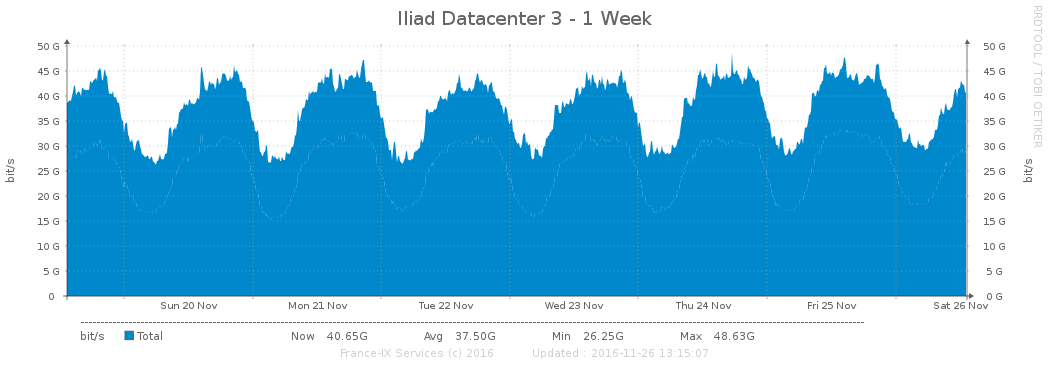 Iliad Datacenter 3 - 1 Week
RRDTOOL / TOBI OETIKER
50 G 50 G
45 G 45 G
40 G 40 G
35 G 35 G
30 G 30 G
25 G 25 G
20 G 20 G
15 G 15 G
10 G 10 G
5 G 5 G
0 0 G
bit/s bit/s
Sun 20 Nov Mon 21 Nov Tue 22 Nov Wed 23 Nov Thu 24 Nov Fri 25 Nov Sat 26 Nov
bit/s Total Now 40.65G Avg 37.50G Min 26.25G Max 48.63G
France-IX Services (c) 2016 Updated : 2016-11-26 13:15:07